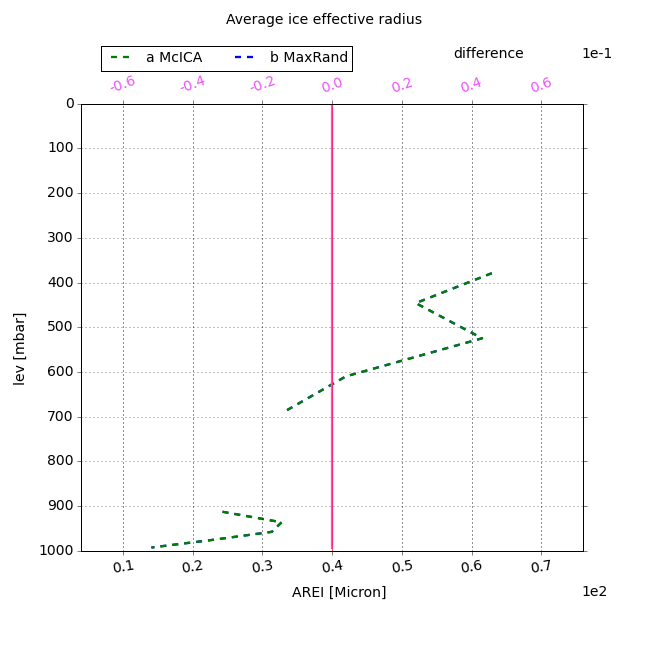 Average ice effective radius
a McICA
b MaxRand
difference
1e-1
-0.6 -0.4 -0.2 0.0 0.2 0.4 0.6
0
100
200
300
400
500
600
700
800
900
1000
lev [mbar]
0.1 0.2 0.3 0.4 0.5 0.6 0.7
AREI [Micron]
1e2